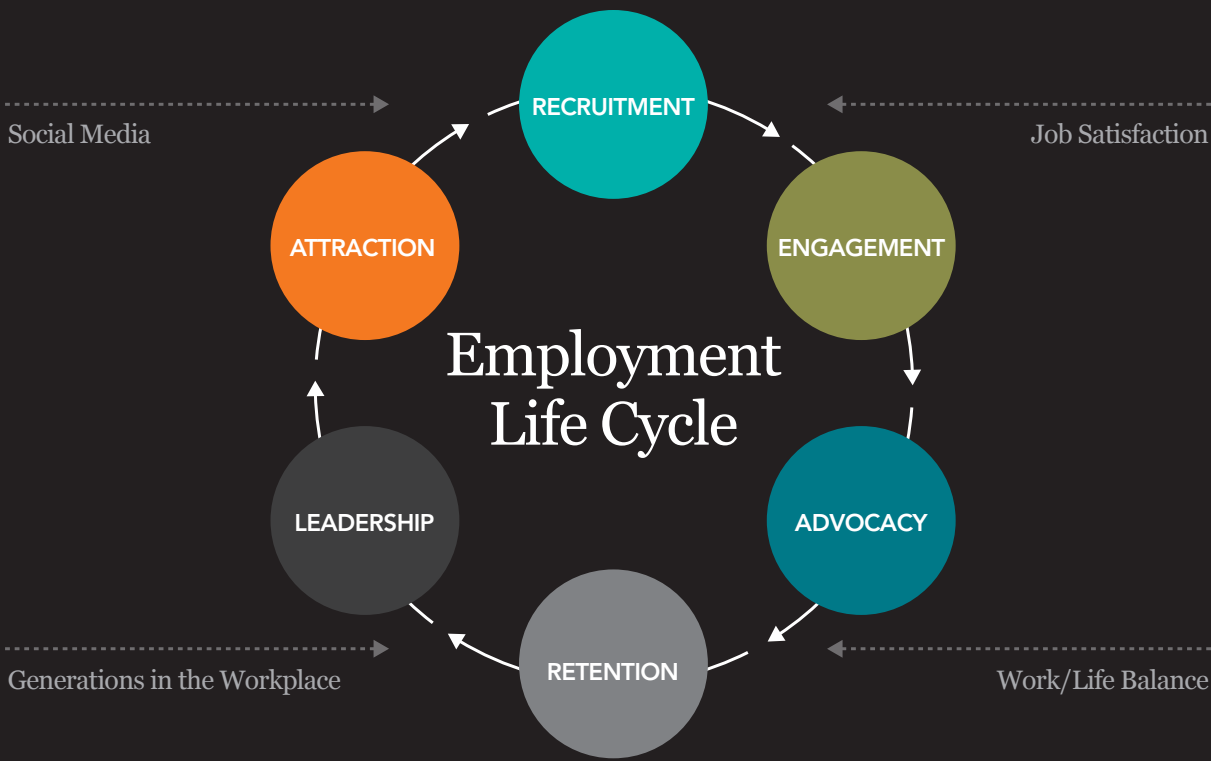 RECRUITMENT
Social Media
Job Satisfaction
ATTRACTION
ENGAGEMENT
Employment
Life Cycle
LEADERSHIP
ADVOCACY
RETENTION
Generations in the Workplace
Work/Life Balance